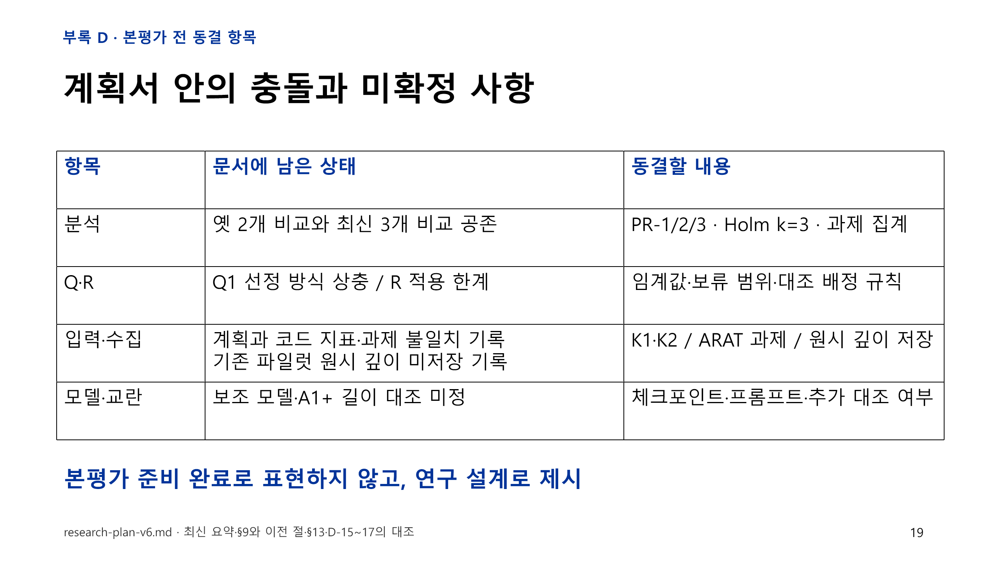 부록 D · 본평가 전 동결 항목
계획서 안의 충돌과 미확정 사항
항목 문서에 남은 상태 동결할 내용
분석 옛 2개 비교와 최신 3개 비교 공존 PR-1/2/3 · Holm k=3 · 과제 집계
Q·R Q1 선정 방식 상충 / R 적용 한계 임계값·보류 범위·대조 배정 규칙
입력·수집 계획과 코드 지표·과제 불일치 기록 K1·K2 / ARAT 과제 / 원시 깊이 저장
기존 파일럿 원시 깊이 미저장 기록
모델·교란 보조 모델·A1+ 길이 대조 미정 체크포인트·프롬프트·추가 대조 여부
본평가 준비 완료로 표현하지 않고, 연구 설계로 제시
research-plan-v6.md · 최신 요약·§9와 이전 절·§13·D-15~17의 대조 19